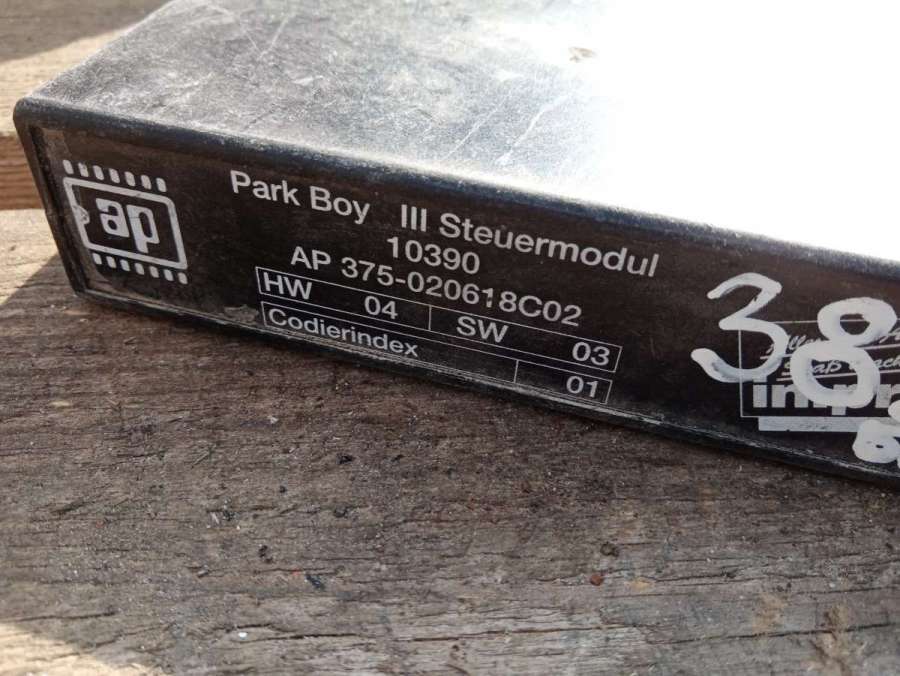 ap
Park Boy III Steuermodul
10390
AP 375-020618C02
HW 04 SW 03
Codierindex 01
38